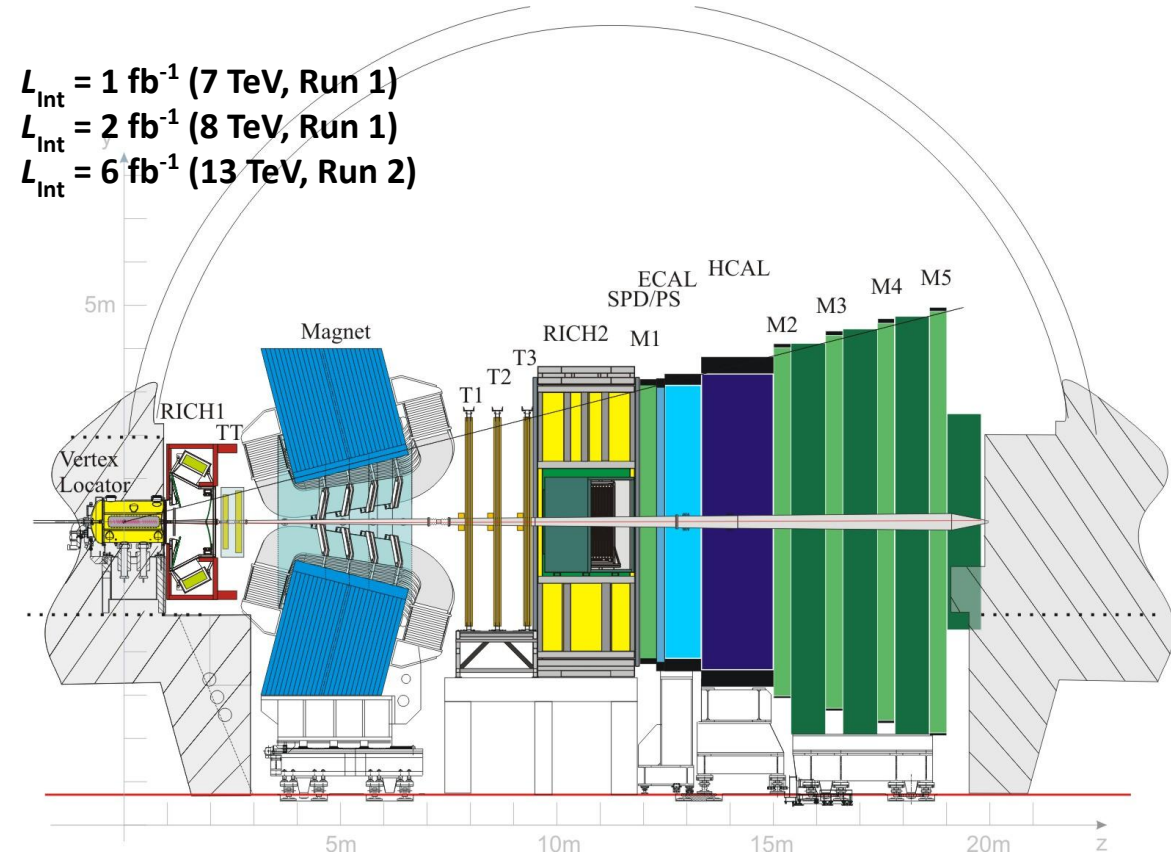 L_Int = 1 fb⁻¹ (7 TeV, Run 1)
L_Int = 2 fb⁻¹ (8 TeV, Run 1)
y
L_Int = 6 fb⁻¹ (13 TeV, Run 2)
ECAL HCAL
SPD/PS
M5
5m
M4
M3
Magnet
RICH2
M1
M2
T3
T2
T1
RICH1
TT
Vertex
Locator
5m 10m 15m 20m z